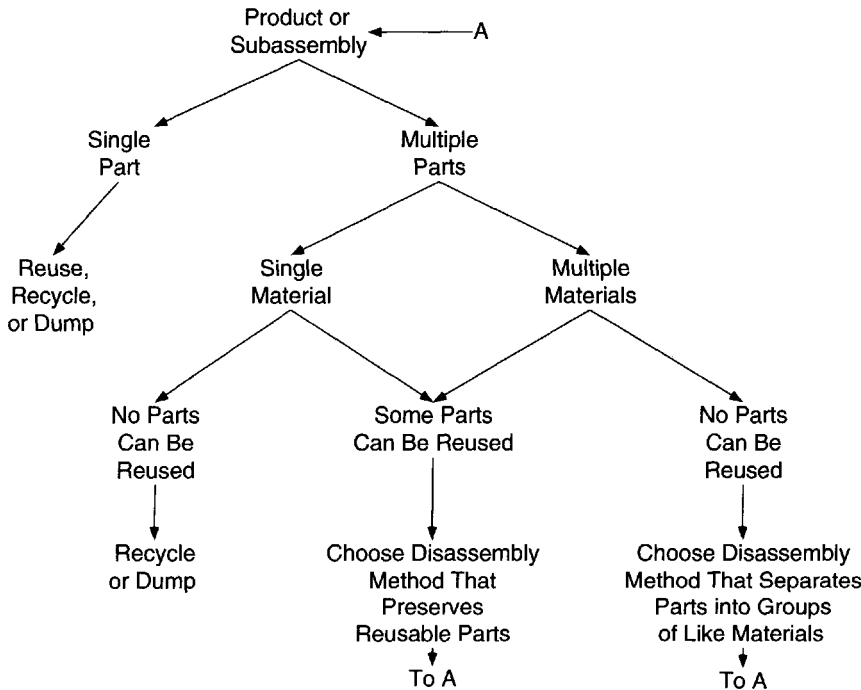 Product or
Subassembly
A
Single
Part
Multiple
Parts
Reuse,
Recycle,
or Dump
Single
Material
Multiple
Materials
No Parts
Can Be
Reused
Some Parts
Can Be Reused
No Parts
Can Be
Reused
Recycle
or Dump
Choose Disassembly
Method That
Preserves
Reusable Parts
Choose Disassembly
Method That Separates
Parts into Groups
of Like Materials
To A
To A